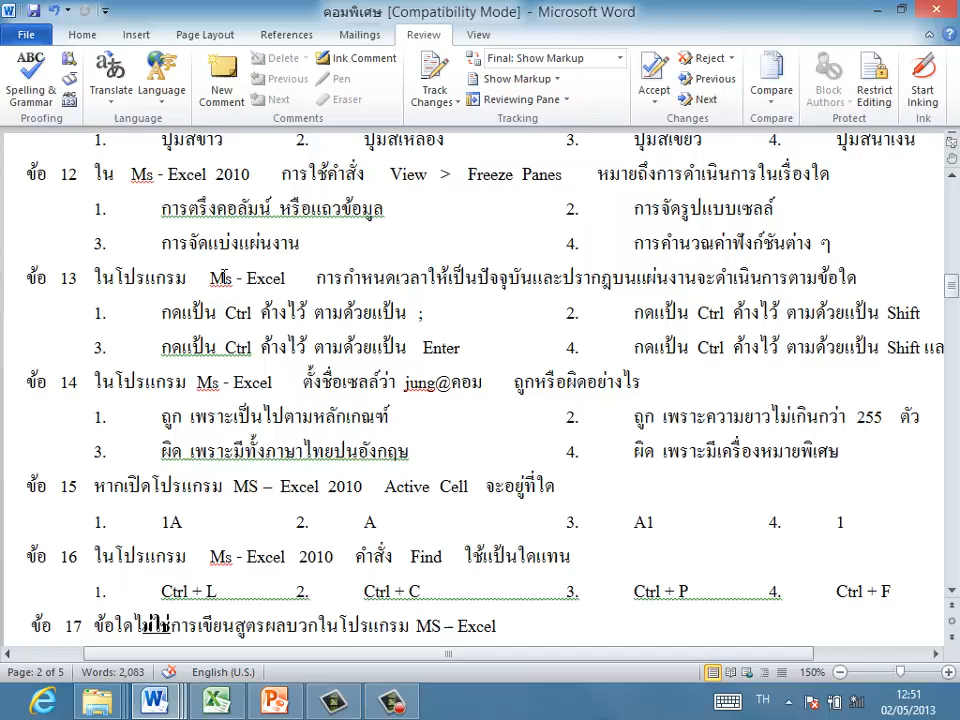 คอมพิเศษ [Compatibility Mode] - Microsoft Word
File Home Insert Page Layout References Mailings Review View
Delete Ink Comment Final: Show Markup Reject
Previous Pen Show Markup Previous
Next Eraser Reviewing Pane Next
Spelling & Grammar Translate Language New Comment Track Changes Accept Compare Block Authors Restrict Editing Start Inking
Proofing Language Comments Tracking Changes Compare Protect Ink
1. ปุ่มสีขาว 2. ปุ่มสีเหลือง 3. ปุ่มสีเขียว 4. ปุ่มสีน้ำเงิน
ข้อ 12 ใน Ms - Excel 2010 การใช้คำสั่ง View > Freeze Panes หมายถึงการดำเนินการในเรื่องใด
1. การตรึงคอลัมน์ หรือแถวข้อมูล 2. การจัดรูปแบบเซลล์
3. การจัดแบ่งแผ่นงาน 4. การคำนวณค่าฟังก์ชันต่าง ๆ
ข้อ 13 ในโปรแกรม Ms - Excel การกำหนดเวลาให้เป็นปัจจุบันและปรากฏบนแผ่นงานจะดำเนินการตามข้อใด
1. กดแป้น Ctrl ค้างไว้ ตามด้วยแป้น ; 2. กดแป้น Ctrl ค้างไว้ ตามด้วยแป้น Shift
3. กดแป้น Ctrl ค้างไว้ ตามด้วยแป้น Enter 4. กดแป้น Ctrl ค้างไว้ ตามด้วยแป้น Shift แล
ข้อ 14 ในโปรแกรม Ms - Excel ตั้งชื่อเซลล์ว่า jung@คอม ถูกหรือผิดอย่างไร
1. ถูก เพราะเป็นไปตามหลักเกณฑ์ 2. ถูก เพราะความยาวไม่เกินกว่า 255 ตัว
3. ผิด เพราะมีทั้งภาษาไทยปนอังกฤษ 4. ผิด เพราะมีเครื่องหมายพิเศษ
ข้อ 15 หากเปิดโปรแกรม MS – Excel 2010 Active Cell จะอยู่ที่ใด
1. 1A 2. A 3. A1 4. 1
ข้อ 16 ในโปรแกรม Ms - Excel 2010 คำสั่ง Find ใช้แป้นใดแทน
1. Ctrl + L 2. Ctrl + C 3. Ctrl + P 4. Ctrl + F
ข้อ 17 ข้อใดไม่ใช่การเขียนสูตรผลบวกในโปรแกรม MS – Excel
Page: 2 of 5 Words: 2,083 English (U.S.) 150%
TH 12:51
02/05/2013